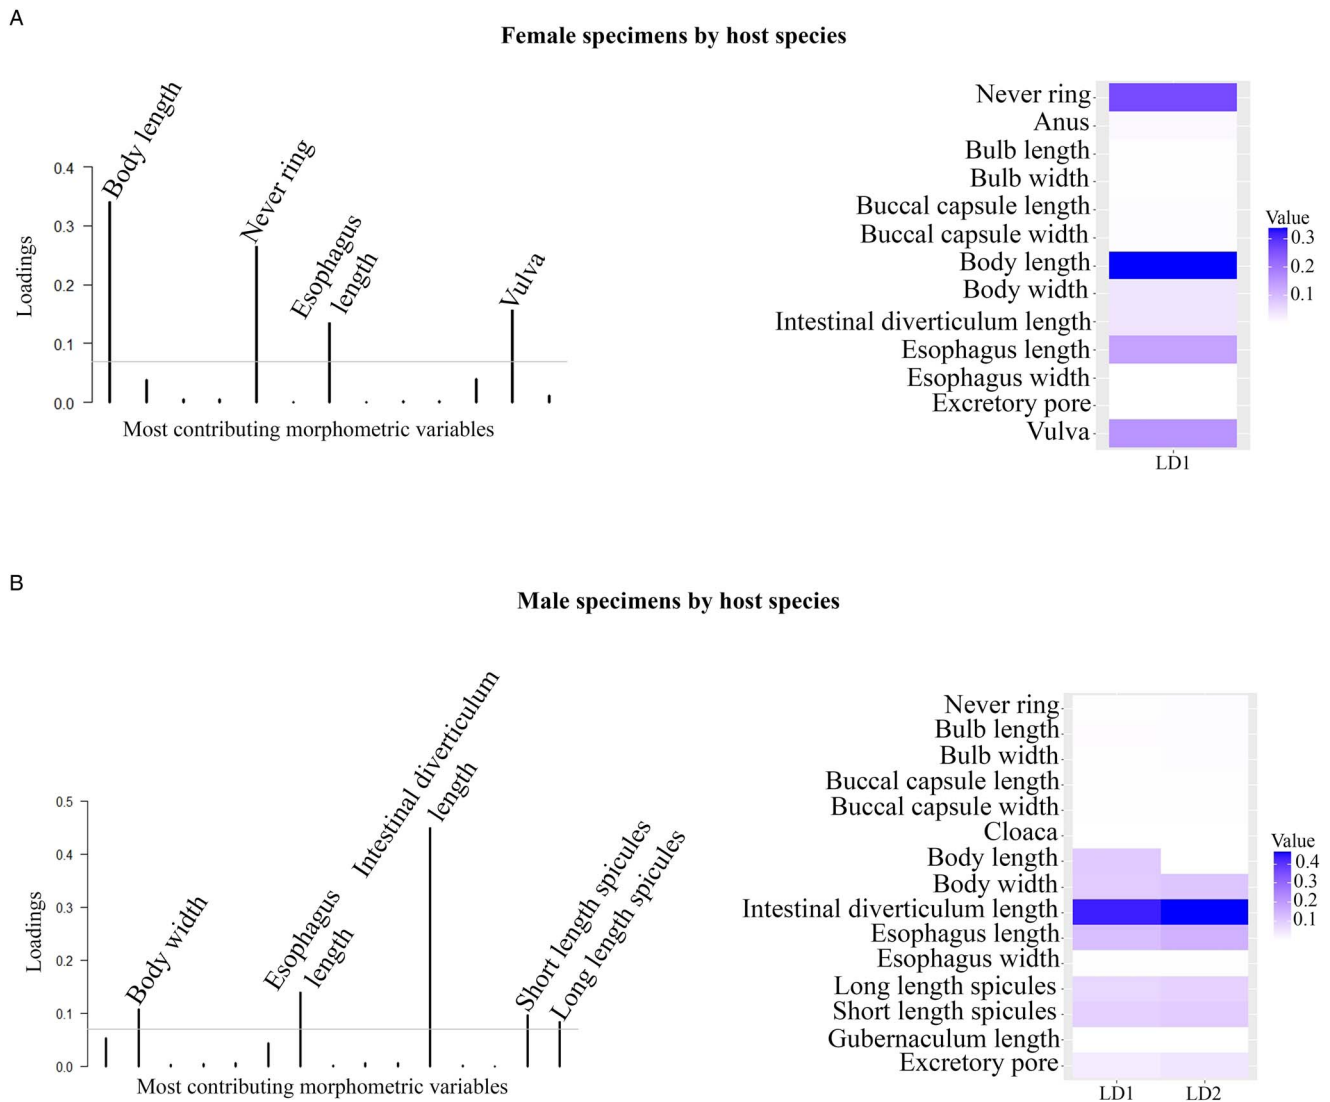 A
Female specimens by host species
Body length
Never ring
Esophagus
length
Vulva
0.4
0.3
0.2
0.1
0.0
Loadings
Most contributing morphometric variables
Never ring
Anus
Bulb length
Bulb width
Buccal capsule length
Buccal capsule width
Body length
Body width
Intestinal diverticulum length
Esophagus length
Esophagus width
Excretory pore
Vulva
LD1
Value
0.3
0.2
0.1
B
Male specimens by host species
Body width
Esophagus
length
Intestinal diverticulum
length
Short length spicules
Long length spicules
0.5
0.4
0.3
0.2
0.1
0.0
Loadings
Most contributing morphometric variables
Never ring
Bulb length
Bulb width
Buccal capsule length
Buccal capsule width
Cloaca
Body length
Body width
Intestinal diverticulum length
Esophagus length
Esophagus width
Long length spicules
Short length spicules
Gubernaculum length
Excretory pore
LD1 LD2
Value
0.4
0.3
0.2
0.1